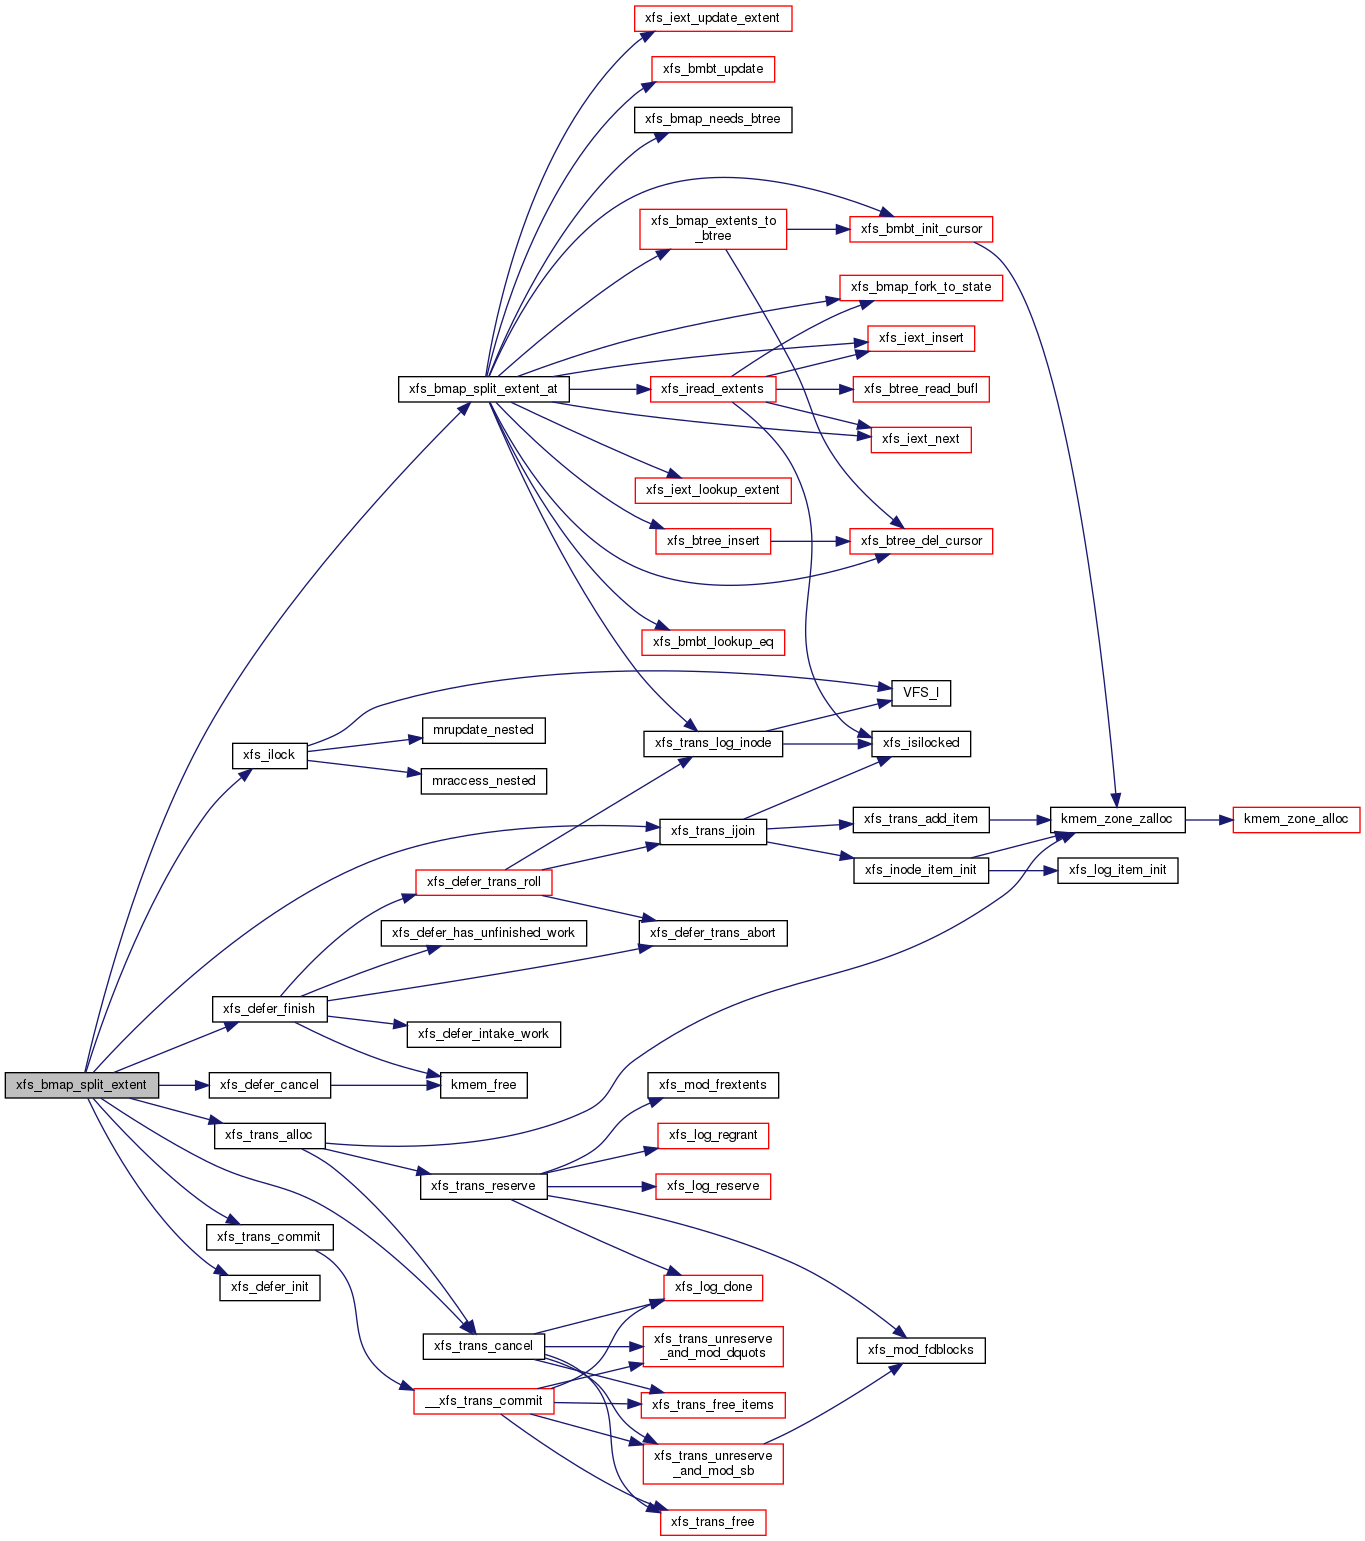 xfs_iext_update_extent
xfs_bmbt_update
xfs_bmap_needs_btree
xfs_bmap_extents_to
_btree
xfs_bmbt_init_cursor
xfs_bmap_fork_to_state
xfs_iext_insert
xfs_bmap_split_extent_at
xfs_iread_extents
xfs_btree_read_bufl
xfs_iext_next
xfs_iext_lookup_extent
xfs_btree_insert
xfs_btree_del_cursor
xfs_bmbt_lookup_eq
VFS_I
mrupdate_nested
xfs_ilock
xfs_trans_log_inode
xfs_isilocked
mraccess_nested
xfs_trans_ijoin
xfs_trans_add_item
kmem_zone_zalloc
kmem_zone_alloc
xfs_inode_item_init
xfs_log_item_init
xfs_defer_trans_roll
xfs_defer_has_unfinished_work
xfs_defer_trans_abort
xfs_defer_finish
xfs_defer_intake_work
xfs_bmap_split_extent
xfs_defer_cancel
kmem_free
xfs_mod_frextents
xfs_trans_alloc
xfs_log_regrant
xfs_trans_reserve
xfs_log_reserve
xfs_trans_commit
xfs_defer_init
xfs_log_done
xfs_trans_cancel
xfs_trans_unreserve
_and_mod_dquots
xfs_mod_fdblocks
__xfs_trans_commit
xfs_trans_free_items
xfs_trans_unreserve
_and_mod_sb
xfs_trans_free